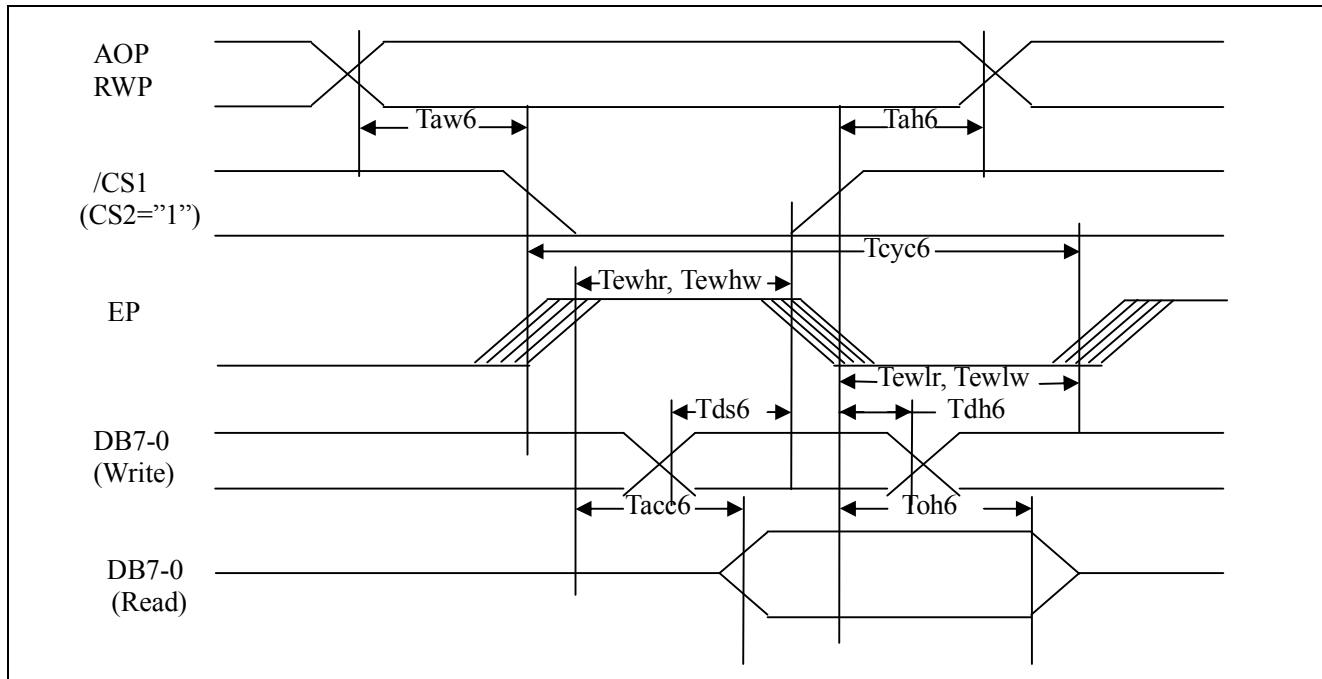 AOP
RWP
Taw6
Tah6
/CS1
(CS2=”1”)
Tcyc6
Tewhr, Tewhw
EP
Tewlr, Tewlw
Tds6
Tdh6
DB7-0
(Write)
Tacc6
Toh6
DB7-0
(Read)